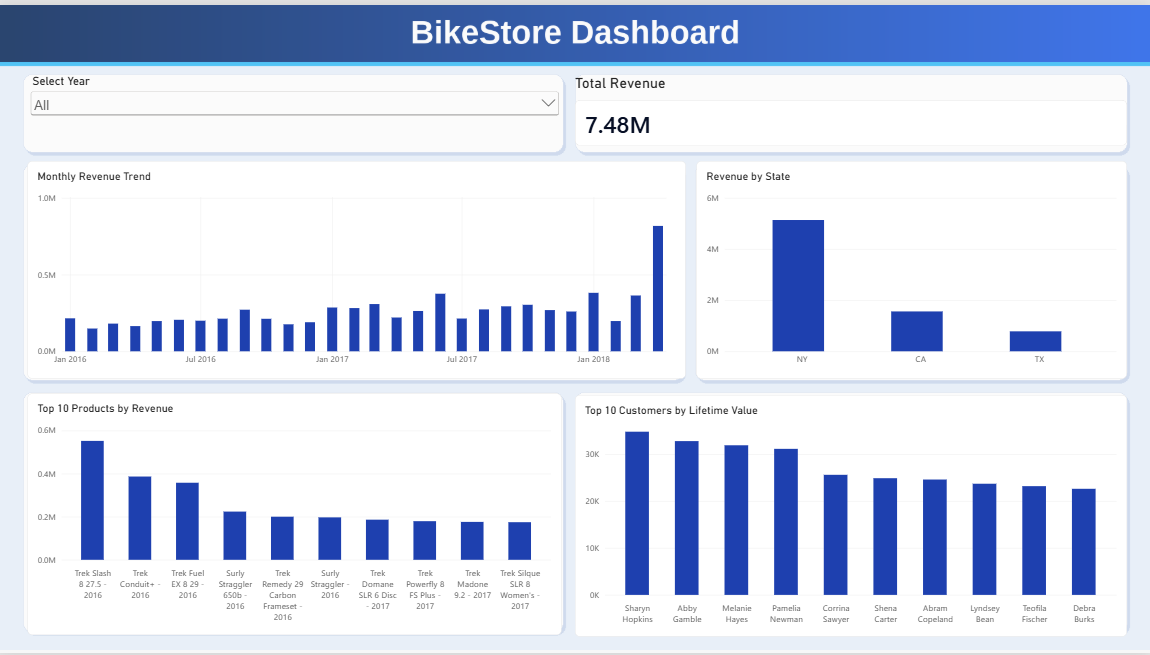 BikeStore Dashboard
Select Year
All
Total Revenue
7.48M
Monthly Revenue Trend
1.0M
0.5M
0.0M
Jan 2016
Jul 2016
Jan 2017
Jul 2017
Jan 2018
Revenue by State
6M
4M
2M
0M
NY
CA
TX
Top 10 Products by Revenue
0.6M
0.4M
0.2M
0.0M
Trek Slash
8 27.5 -
2016
Trek
Conduit+ -
2016
Trek Fuel
EX 8 29 -
2016
Surly
Straggler
650b -
2016
Trek
Remedy 29
Carbon
Frameset -
2016
Surly
Straggler -
2016
Trek
Domane
SLR 6 Disc
- 2017
Trek
Powerfly 8
FS Plus -
2017
Trek
Madone
9.2 - 2017
Trek Silque
SLR 8
Women's -
2017
Top 10 Customers by Lifetime Value
30K
20K
10K
0K
Sharyn
Hopkins
Abby
Gamble
Melanie
Hayes
Pamelia
Newman
Corrina
Sawyer
Shena
Carter
Abram
Copeland
Lyndsey
Bean
Teofila
Fischer
Debra
Burks